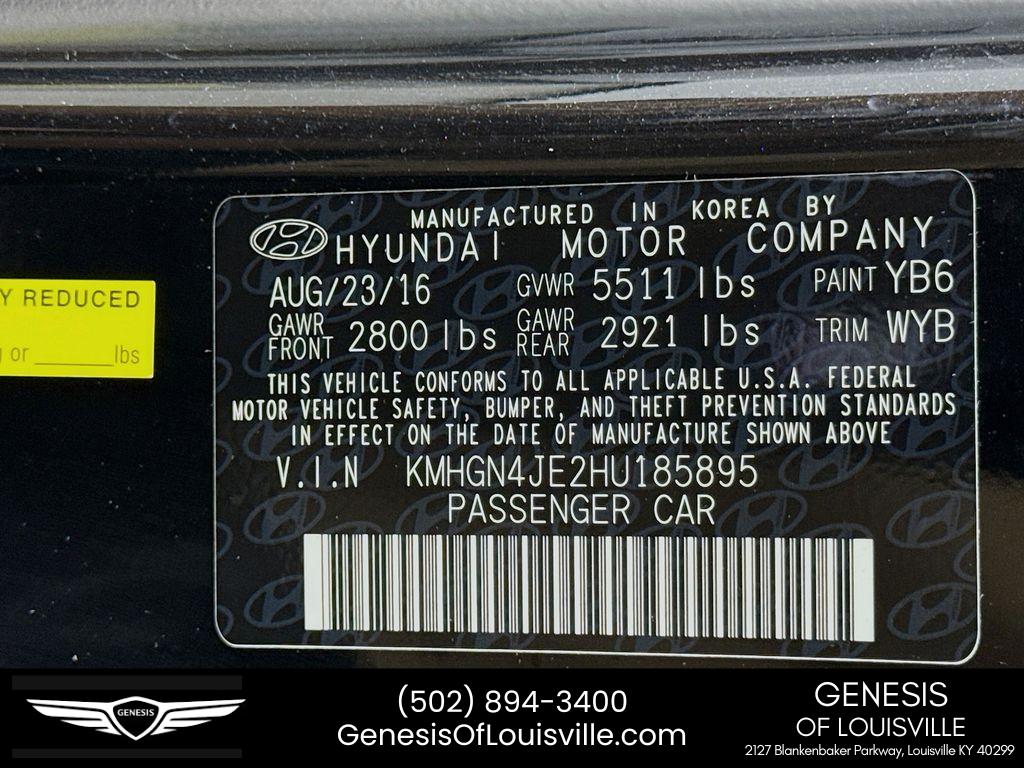 MANUFACTURED IN KOREA BY
HYUNDAI MOTOR COMPANY
AUG/23/16 GVWR 5511 lbs PAINT YB6
GAWR FRONT 2800 lbs GAWR REAR 2921 lbs TRIM WYB
THIS VEHICLE CONFORMS TO ALL APPLICABLE U.S.A. FEDERAL
MOTOR VEHICLE SAFETY, BUMPER, AND THEFT PREVENTION STANDARDS
IN EFFECT ON THE DATE OF MANUFACTURE SHOWN ABOVE
V.I.N KMHGN4JE2HU185895
PASSENGER CAR
Y REDUCED
g or ______ lbs
GENESIS
(502) 894-3400
GenesisOfLouisville.com
GENESIS
OF LOUISVILLE
2127 Blankenbaker Parkway, Louisville KY 40299